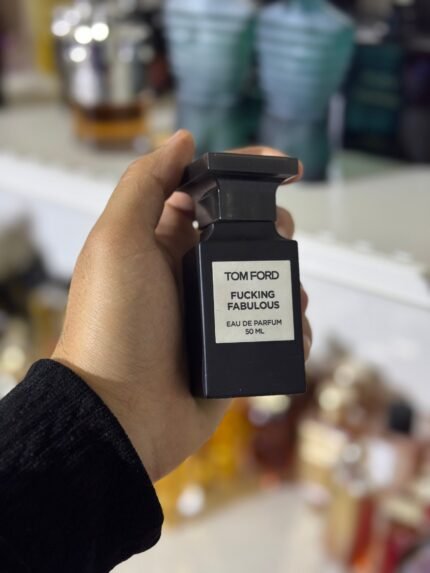 TOM FORD
FUCKING
FABULOUS
EAU DE PARFUM
50 ML